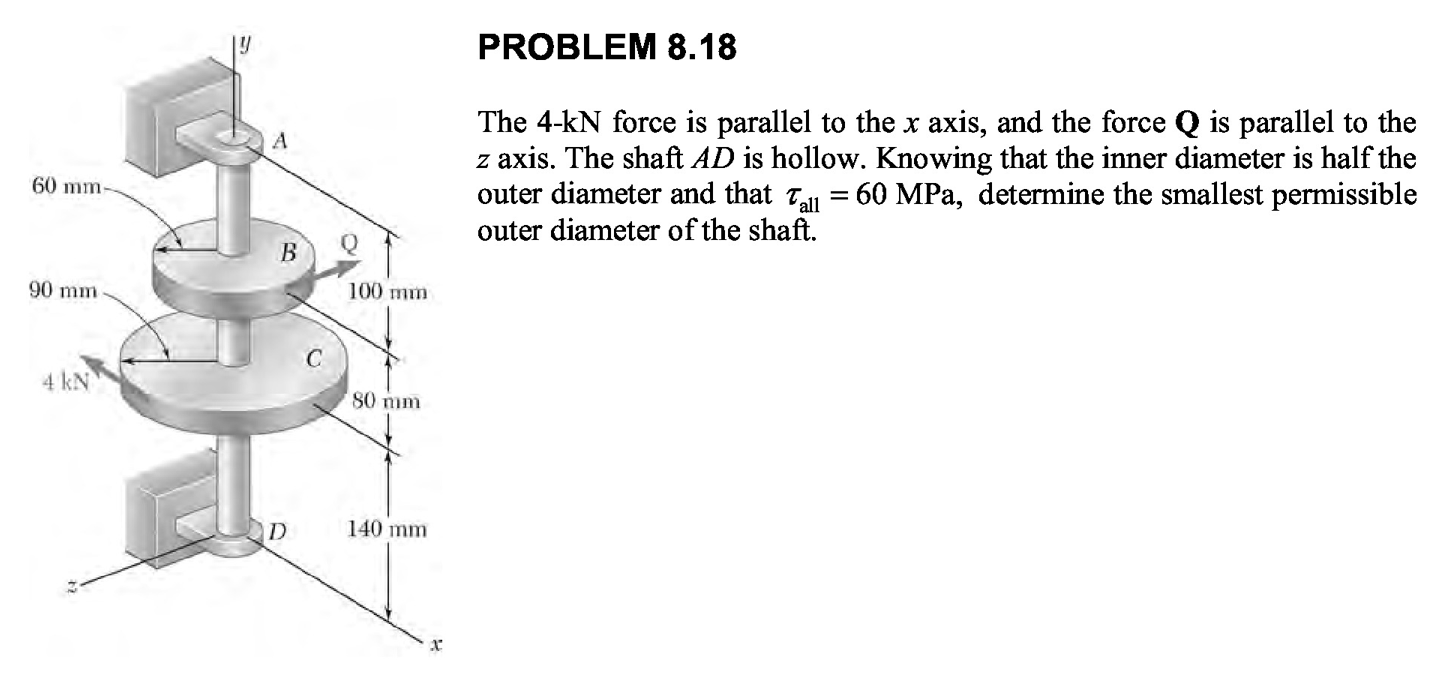 PROBLEM 8.18
The 4-kN force is parallel to the x axis, and the force Q is parallel to the
z axis. The shaft AD is hollow. Knowing that the inner diameter is half the
outer diameter and that τall = 60 MPa, determine the smallest permissible
outer diameter of the shaft.
y
A
60 mm
B
Q
90 mm
100 mm
C
4 kN
80 mm
D
140 mm
z
x